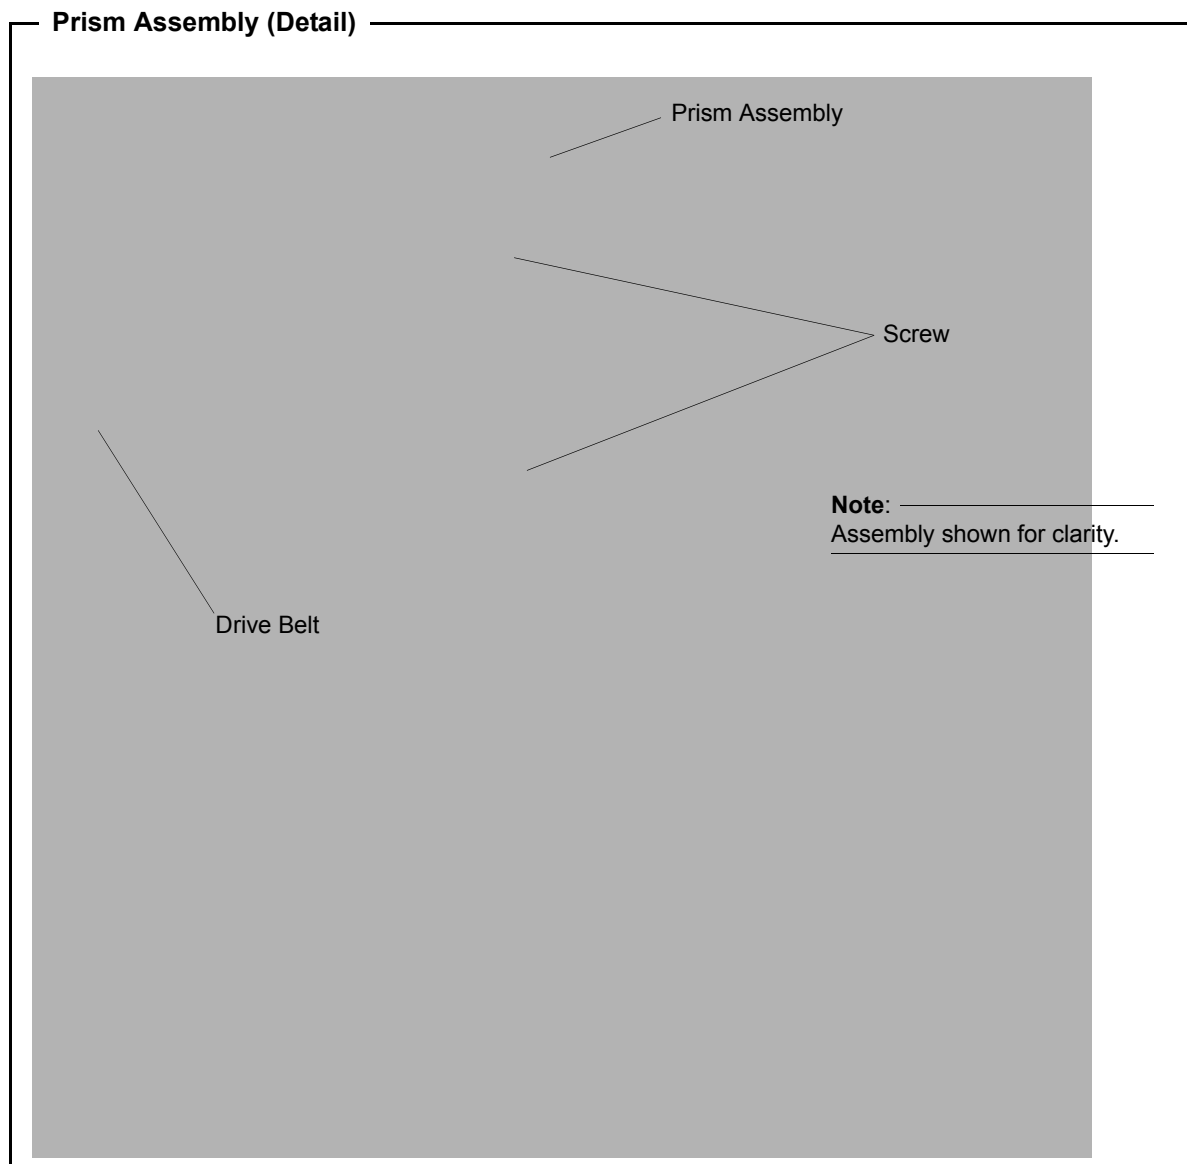 Prism Assembly (Detail)
Prism Assembly
Screw
Note:
Assembly shown for clarity.
Drive Belt